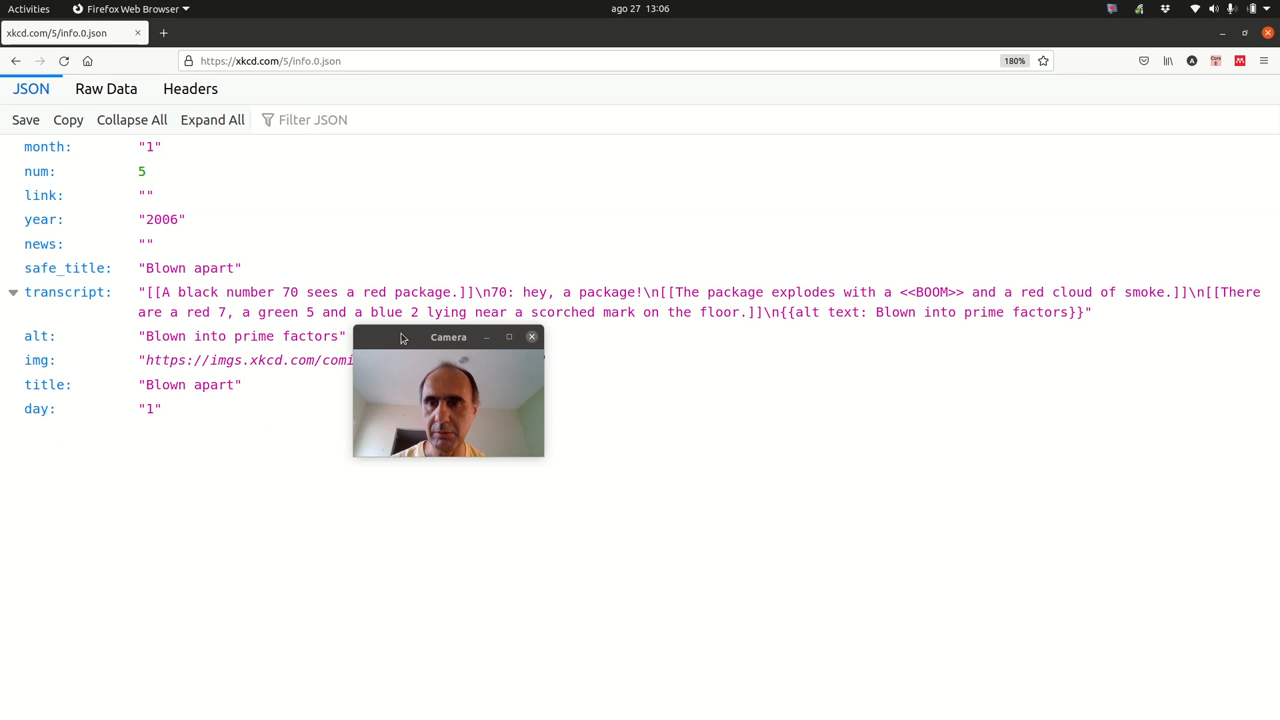 Activities
Firefox Web Browser
ago 27 13:06
xkcd.com/5/info.0.json
https://xkcd.com/5/info.0.json
180%
JSON Raw Data Headers
Save Copy Collapse All Expand All Filter JSON
month: "1"
num: 5
link: ""
year: "2006"
news: ""
safe_title: "Blown apart"
transcript: "[[A black number 70 sees a red package.]]\n70: hey, a package!\n[[The package explodes with a <<BOOM>> and a red cloud of smoke.]]\n[[There
are a red 7, a green 5 and a blue 2 lying near a scorched mark on the floor.]]\n{{alt text: Blown into prime factors}}"
alt: "Blown into prime factors"
Camera
img: "https://imgs.xkcd.com/comi
title: "Blown apart"
day: "1"